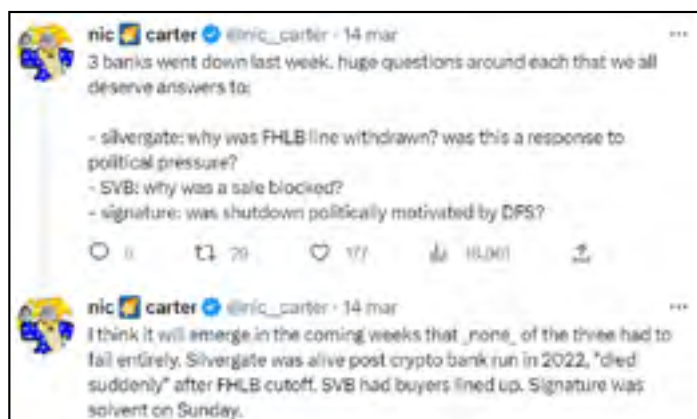 nic carter @nic__carter · 14 mar
3 banks went down last week. huge questions around each that we all
deserve answers to:
- silvergate: why was FHLB line withdrawn? was this a response to
political pressure?
- SVB: why was a sale blocked?
- signature: was shutdown politically motivated by DFS?
79 177
nic carter @nic__carter · 14 mar
I think it will emerge in the coming weeks that _none_ of the three had to
fail entirely. Silvergate was alive post crypto bank run in 2022, "died
suddenly" after FHLB cutoff. SVB had buyers lined up. Signature was
solvent on Sunday.